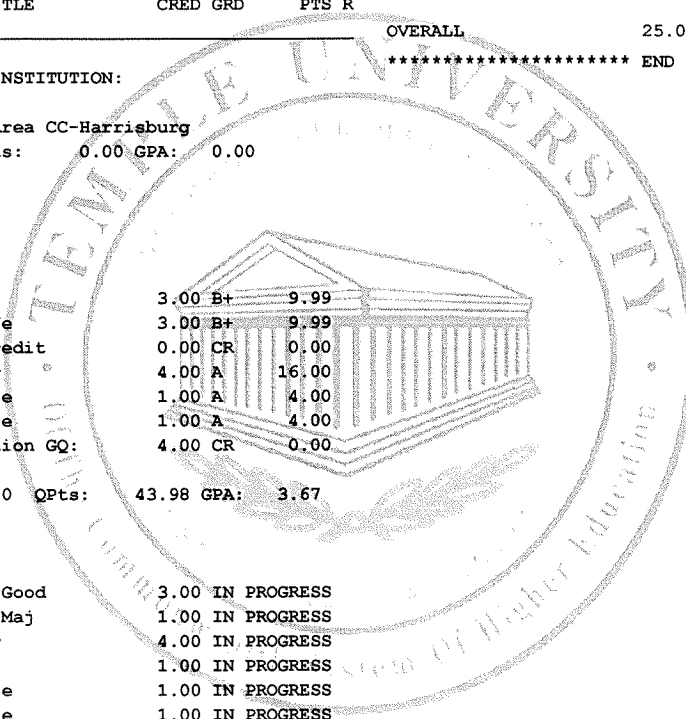 TLE CRED GRD PTS R
OVERALL 25.0
********************** END
NSTITUTION:
rea CC-Harrisburg
s: 0.00 GPA: 0.00
3.00 B+ 9.99
e 3.00 B+ 9.99
edit 0.00 CR 0.00
4.00 A 16.00
e 1.00 A 4.00
e 1.00 A 4.00
ion GQ: 4.00 CR 0.00
0 QPts: 43.98 GPA: 3.67
Good 3.00 IN PROGRESS
Maj 1.00 IN PROGRESS
4.00 IN PROGRESS
1.00 IN PROGRESS
e 1.00 IN PROGRESS
e 1.00 IN PROGRESS
TEMPLE UNIVERSITY
Of Higher Education